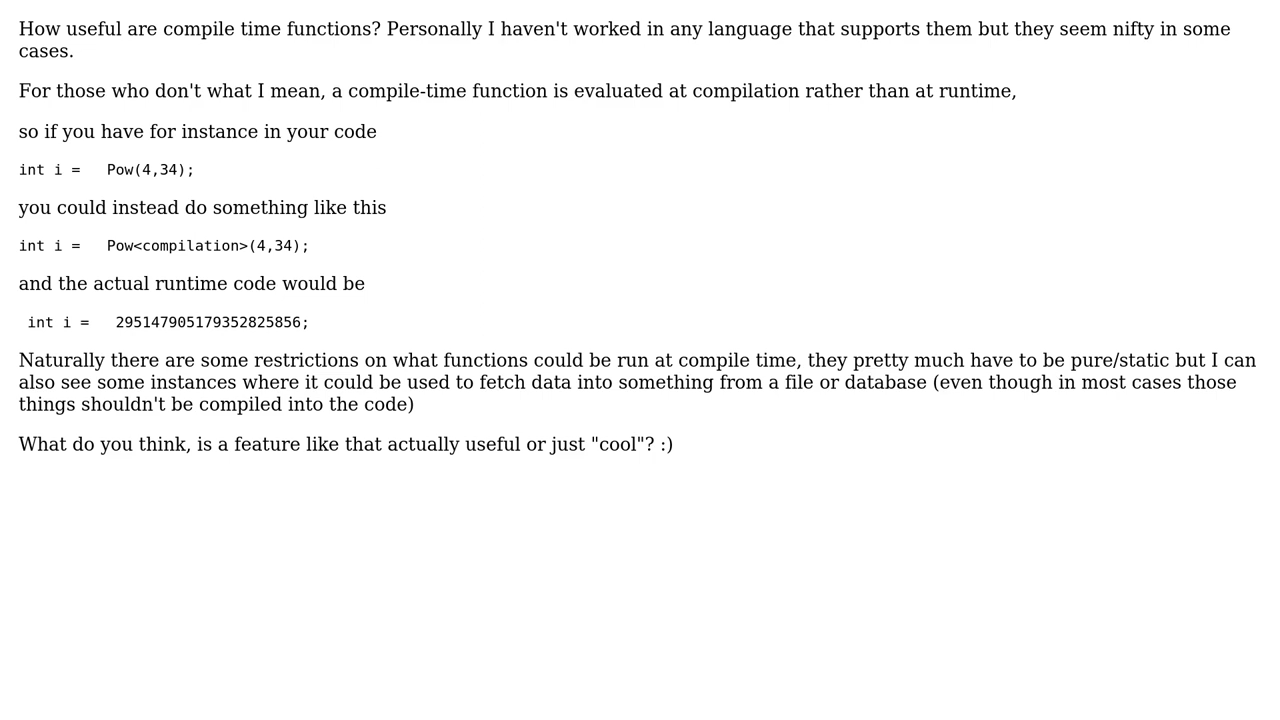 How useful are compile time functions? Personally I haven't worked in any language that supports them but they seem nifty in some
cases.
For those who don't what I mean, a compile-time function is evaluated at compilation rather than at runtime,
so if you have for instance in your code
int i =   Pow(4,34);
you could instead do something like this
int i =   Pow<compilation>(4,34);
and the actual runtime code would be
 int i =   295147905179352825856;
Naturally there are some restrictions on what functions could be run at compile time, they pretty much have to be pure/static but I can
also see some instances where it could be used to fetch data into something from a file or database (even though in most cases those
things shouldn't be compiled into the code)
What do you think, is a feature like that actually useful or just "cool"? :)